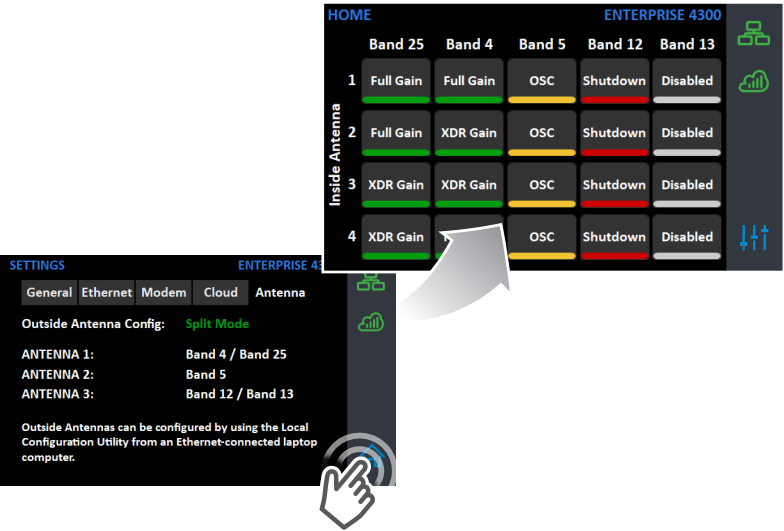 HOME ENTERPRISE 4300
Band 25 Band 4 Band 5 Band 12 Band 13
Inside Antenna
1 Full Gain Full Gain OSC Shutdown Disabled
2 Full Gain XDR Gain OSC Shutdown Disabled
3 XDR Gain XDR Gain OSC Shutdown Disabled
4 XDR Gain OSC Shutdown Disabled
SETTINGS ENTERPRISE 43
General Ethernet Modem Cloud Antenna
Outside Antenna Config: Split Mode
ANTENNA 1: Band 4 / Band 25
ANTENNA 2: Band 5
ANTENNA 3: Band 12 / Band 13
Outside Antennas can be configured by using the Local
Configuration Utility from an Ethernet-connected laptop
computer.